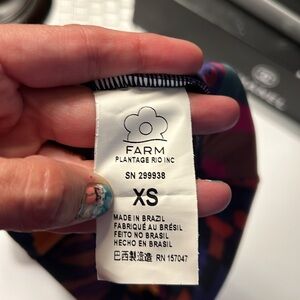 FARM
PLANTAGE RIO INC
SN 299938
XS
MADE IN BRAZIL
FABRIQUÉ AU BRÉSIL
FEITO NO BRASIL
HECHO EN BRASIL
巴西製造 RN 157047
CHANEL